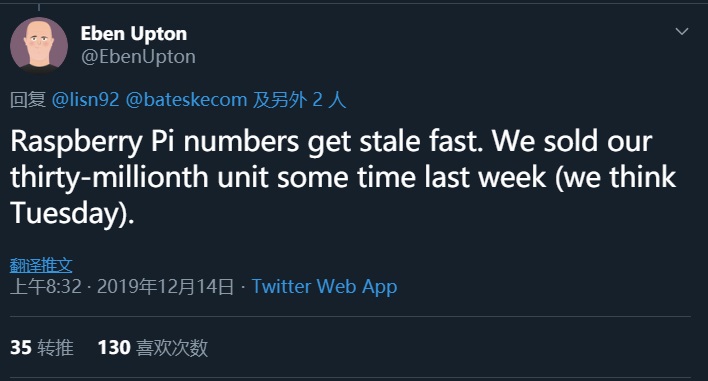 Eben Upton
@EbenUpton
回复 @lisn92 @bateskecom 及另外 2 人
Raspberry Pi numbers get stale fast. We sold our
thirty-millionth unit some time last week (we think
Tuesday).
翻译推文
上午8:32 · 2019年12月14日 · Twitter Web App
35 转推 130 喜欢次数